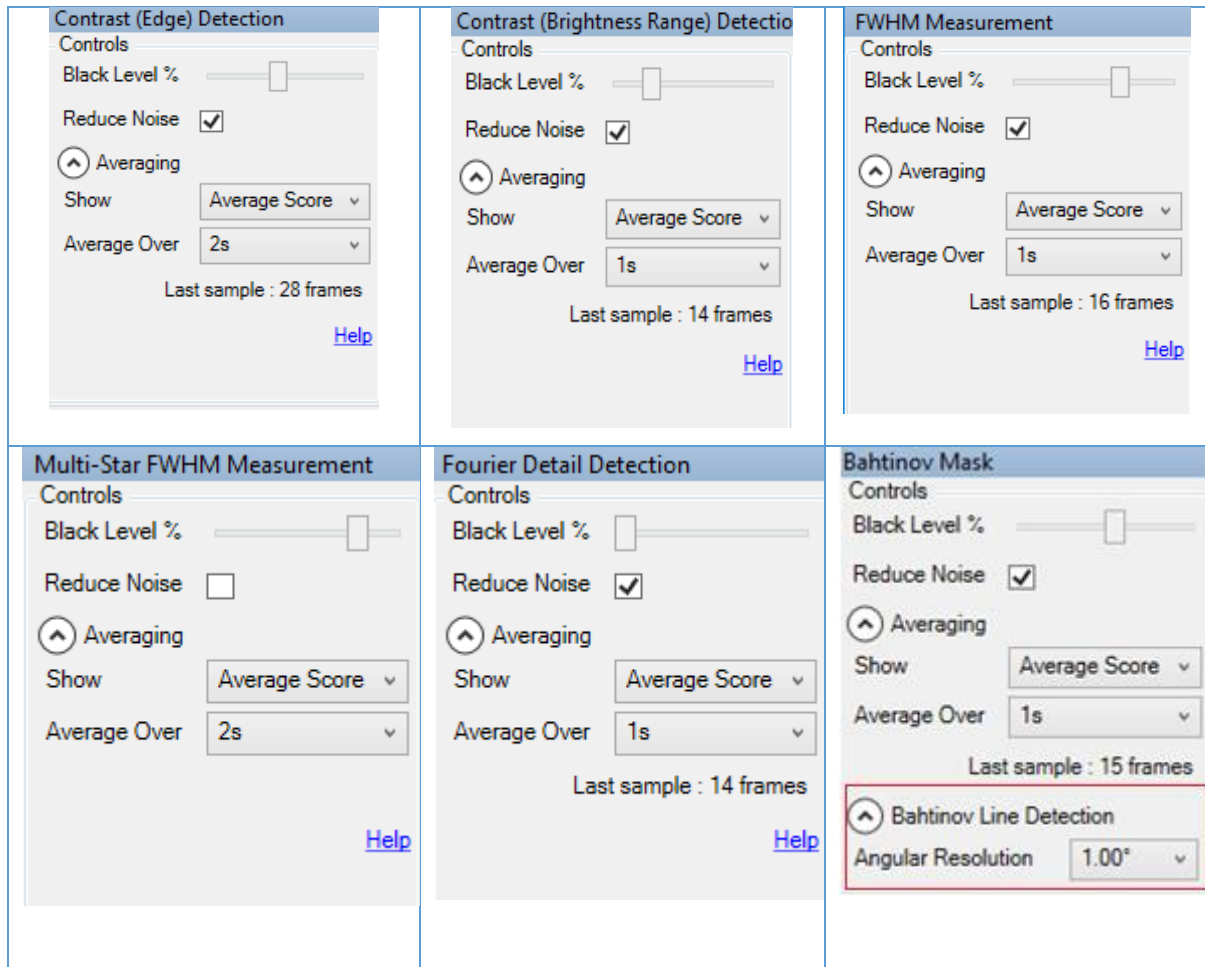 Contrast (Edge) Detection
Controls
Black Level %
Reduce Noise
Averaging
Show Average Score
Average Over 2s
Last sample : 28 frames
Help
Contrast (Brightness Range) Detectio
Controls
Black Level %
Reduce Noise
Averaging
Show Average Score
Average Over 1s
Last sample : 14 frames
Help
FWHM Measurement
Controls
Black Level %
Reduce Noise
Averaging
Show Average Score
Average Over 1s
Last sample : 16 frames
Help
Multi-Star FWHM Measurement
Controls
Black Level %
Reduce Noise
Averaging
Show Average Score
Average Over 2s
Help
Fourier Detail Detection
Controls
Black Level %
Reduce Noise
Averaging
Show Average Score
Average Over 1s
Last sample : 14 frames
Help
Bahtinov Mask
Controls
Black Level %
Reduce Noise
Averaging
Show Average Score
Average Over 1s
Last sample : 15 frames
Bahtinov Line Detection
Angular Resolution 1.00°